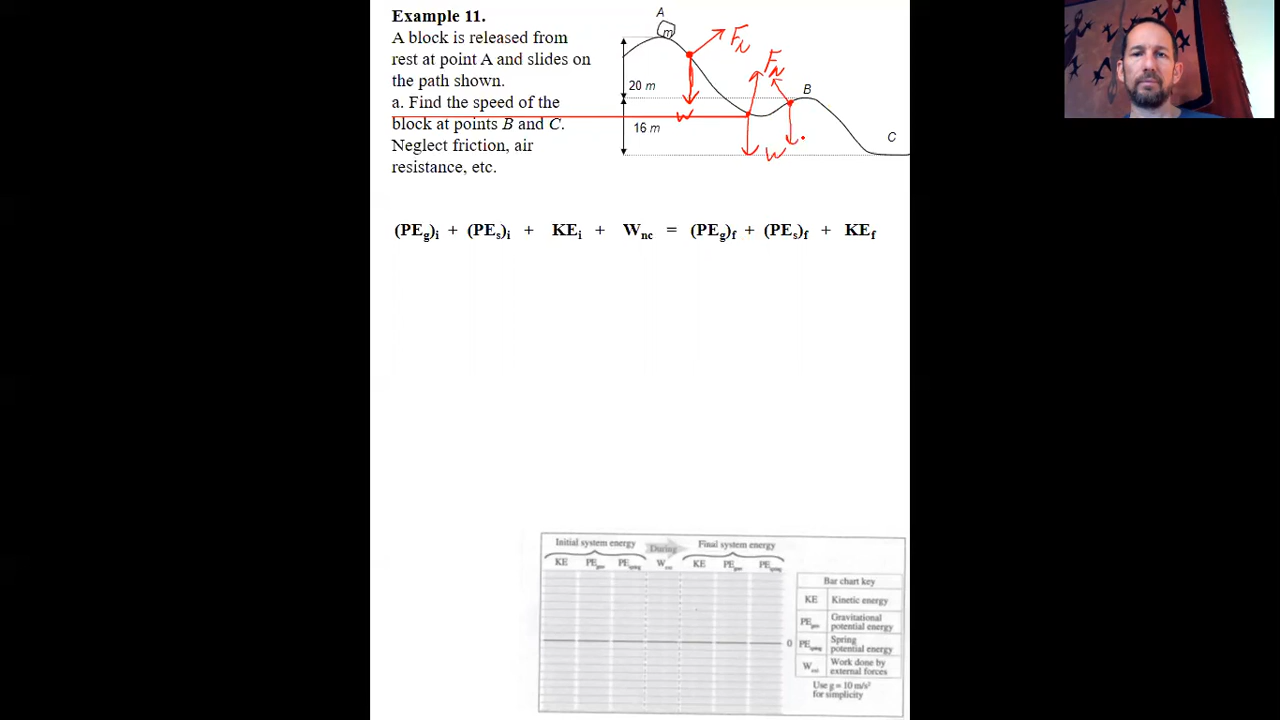 Example 11.
A block is released from
rest at point A and slides on
the path shown.
a. Find the speed of the
block at points B and C.
Neglect friction, air
resistance, etc.
A
m
F_N
F_N
B
20 m
W
16 m
W
C
(PE_g)_i + (PE_s)_i + KE_i + W_nc = (PE_g)_f + (PE_s)_f + KE_f
Initial system energy During Final system energy
KE PE PE W KE PE PE
0
Bar chart key
KE Kinetic energy
PE Gravitational
potential energy
PE Spring
potential energy
W Work done by
external forces
Use g = 10 m/s²
for simplicity